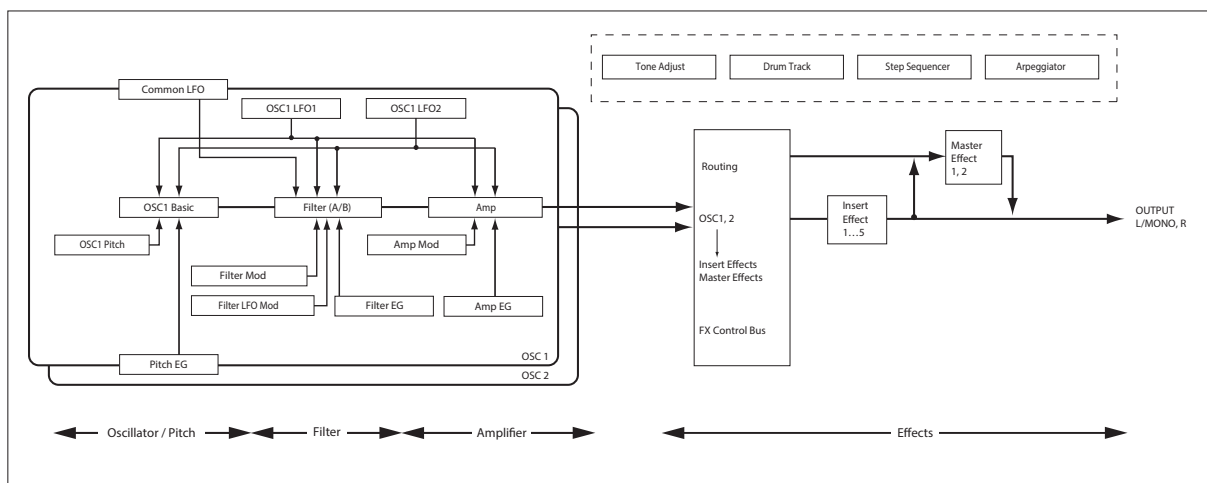 Tone Adjust
Drum Track
Step Sequencer
Arpeggiator
Common LFO
OSC1 LFO1
OSC1 LFO2
OSC1 Basic
Filter (A/B)
Amp
OSC1 Pitch
Amp Mod
Filter Mod
Filter LFO Mod
Filter EG
Amp EG
Pitch EG
OSC 1
OSC 2
Routing
OSC1, 2
Insert Effects
Master Effects
FX Control Bus
Master
Effect
1, 2
Insert
Effect
1...5
OUTPUT
L/MONO, R
Oscillator / Pitch
Filter
Amplifier
Effects